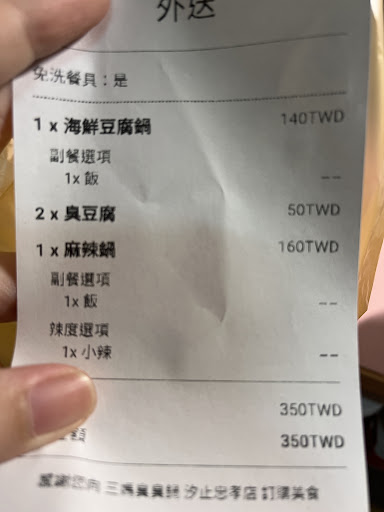 外送
免洗餐具：是
1 x 海鮮豆腐鍋 140TWD
副餐選項
1x 飯 --
2 x 臭豆腐 50TWD
1 x 麻辣鍋 160TWD
副餐選項
1x 飯 --
辣度選項
1x 小辣 --
350TWD
350TWD
感謝您向 三媽臭臭鍋 汐止忠孝店 訂購美食